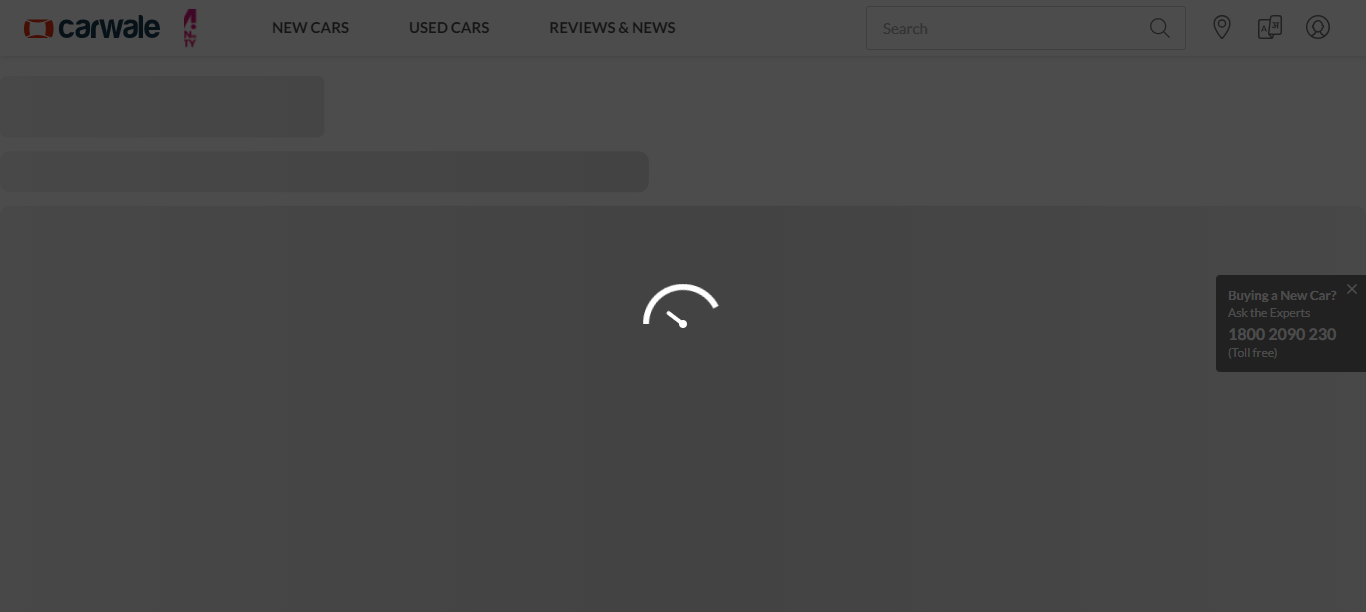 carwale
NEW CARS
USED CARS
REVIEWS & NEWS
Search
Buying a New Car?
Ask the Experts
1800 2090 230
(Toll free)